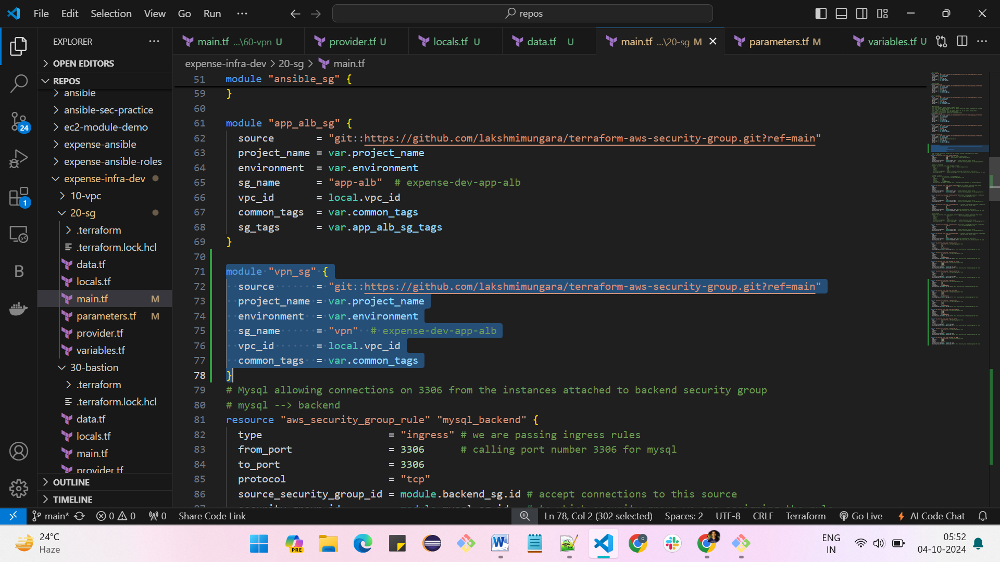 File Edit Selection View Go Run ··· repos
EXPLORER ···
OPEN EDITORS
REPOS
ansible
ansible-sec-practice
ec2-module-demo
expense-ansible
expense-ansible-roles
expense-infra-dev
10-vpc
20-sg
.terraform
.terraform.lock.hcl
data.tf
locals.tf
main.tf M
parameters.tf M
provider.tf
variables.tf
30-bastion
.terraform
.terraform.lock.hcl
data.tf
locals.tf
main.tf
provider.tf
OUTLINE
TIMELINE
24
1
B
main.tf ...\60-vpn U provider.tf U locals.tf U data.tf U main.tf ...\20-sg M parameters.tf M variables.tf U ···
expense-infra-dev > 20-sg > main.tf
51 module "ansible_sg" {
59 }
60
61 module "app_alb_sg" {
62 source = "git::https://github.com/lakshmimungara/terraform-aws-security-group.git?ref=main"
63 project_name = var.project_name
64 environment = var.environment
65 sg_name = "app-alb" # expense-dev-app-alb
66 vpc_id = local.vpc_id
67 common_tags = var.common_tags
68 sg_tags = var.app_alb_sg_tags
69 }
70
71 module "vpn_sg" {
72 source = "git::https://github.com/lakshmimungara/terraform-aws-security-group.git?ref=main"
73 project_name = var.project_name
74 environment = var.environment
75 sg_name = "vpn" # expense-dev-app-alb
76 vpc_id = local.vpc_id
77 common_tags = var.common_tags
78 }
79 # Mysql allowing connections on 3306 from the instances attached to backend security group
80 # mysql --> backend
81 resource "aws_security_group_rule" "mysql_backend" {
82 type = "ingress" # we are passing ingress rules
83 from_port = 3306 # calling port number 3306 for mysql
84 to_port = 3306
85 protocol = "tcp"
86 source_security_group_id = module.backend_sg.id # accept connections to this source
main* 0 0 0 Share Code Link Ln 78, Col 2 (302 selected) Spaces: 2 UTF-8 CRLF Terraform Go Live AI Code Chat
24°C
Haze
PRE
ENG
IN
05:52
04-10-2024